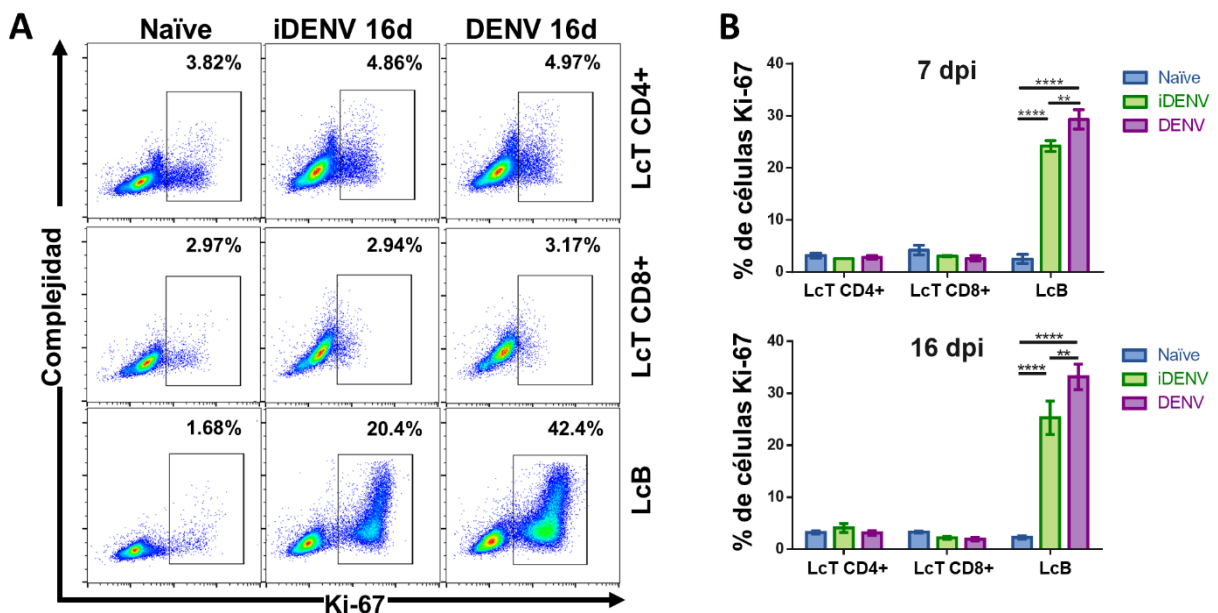 A
Naïve
iDENV 16d
DENV 16d
3.82%
4.86%
4.97%
LcT CD4+
2.97%
2.94%
3.17%
LcT CD8+
1.68%
20.4%
42.4%
LcB
Complejidad
Ki-67
B
7 dpi
% de células Ki-67
40
30
20
10
0
****
****
**
LcT CD4+
LcT CD8+
LcB
Naïve
iDENV
DENV
16 dpi
% de células Ki-67
40
30
20
10
0
****
****
**
LcT CD4+
LcT CD8+
LcB
Naïve
iDENV
DENV